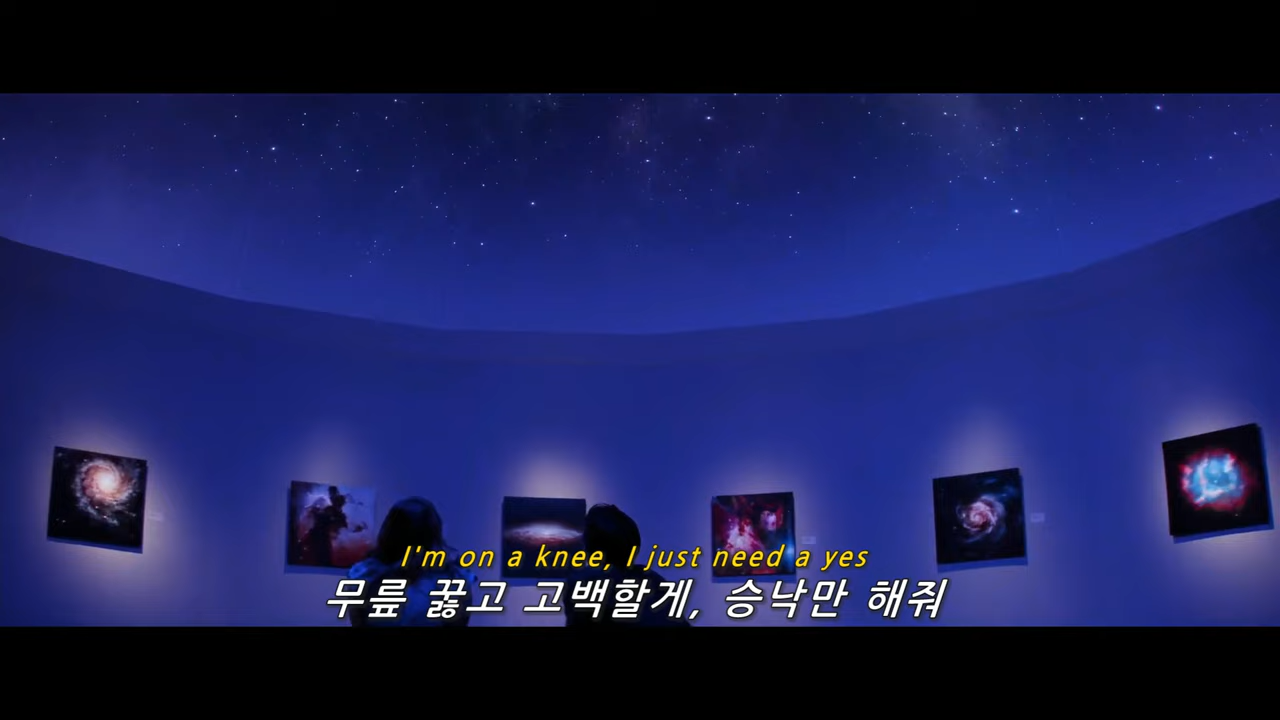 I'm on a knee, I just need a yes
무릎 꿇고 고백할게, 승낙만 해줘